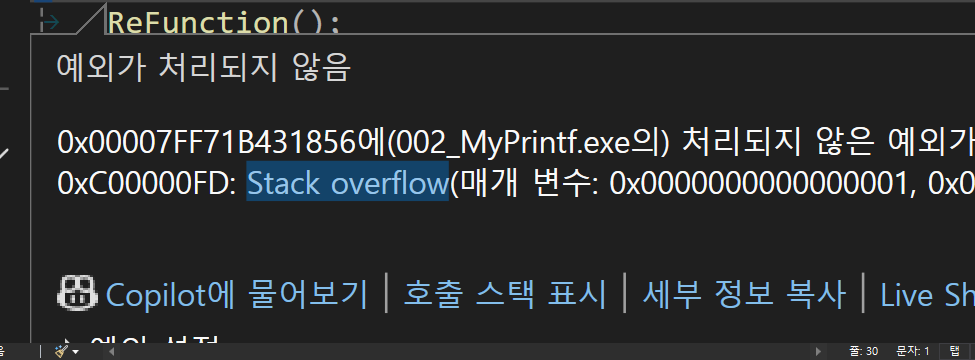 ReFunction();
예외가 처리되지 않음
0x00007FF71B431856에(002_MyPrintf.exe의) 처리되지 않은 예외가
0xC00000FD: Stack overflow(매개 변수: 0x0000000000000001, 0x0
Copilot에 물어보기 | 호출 스택 표시 | 세부 정보 복사 | Live Sh
줄: 30 문자: 1 탭